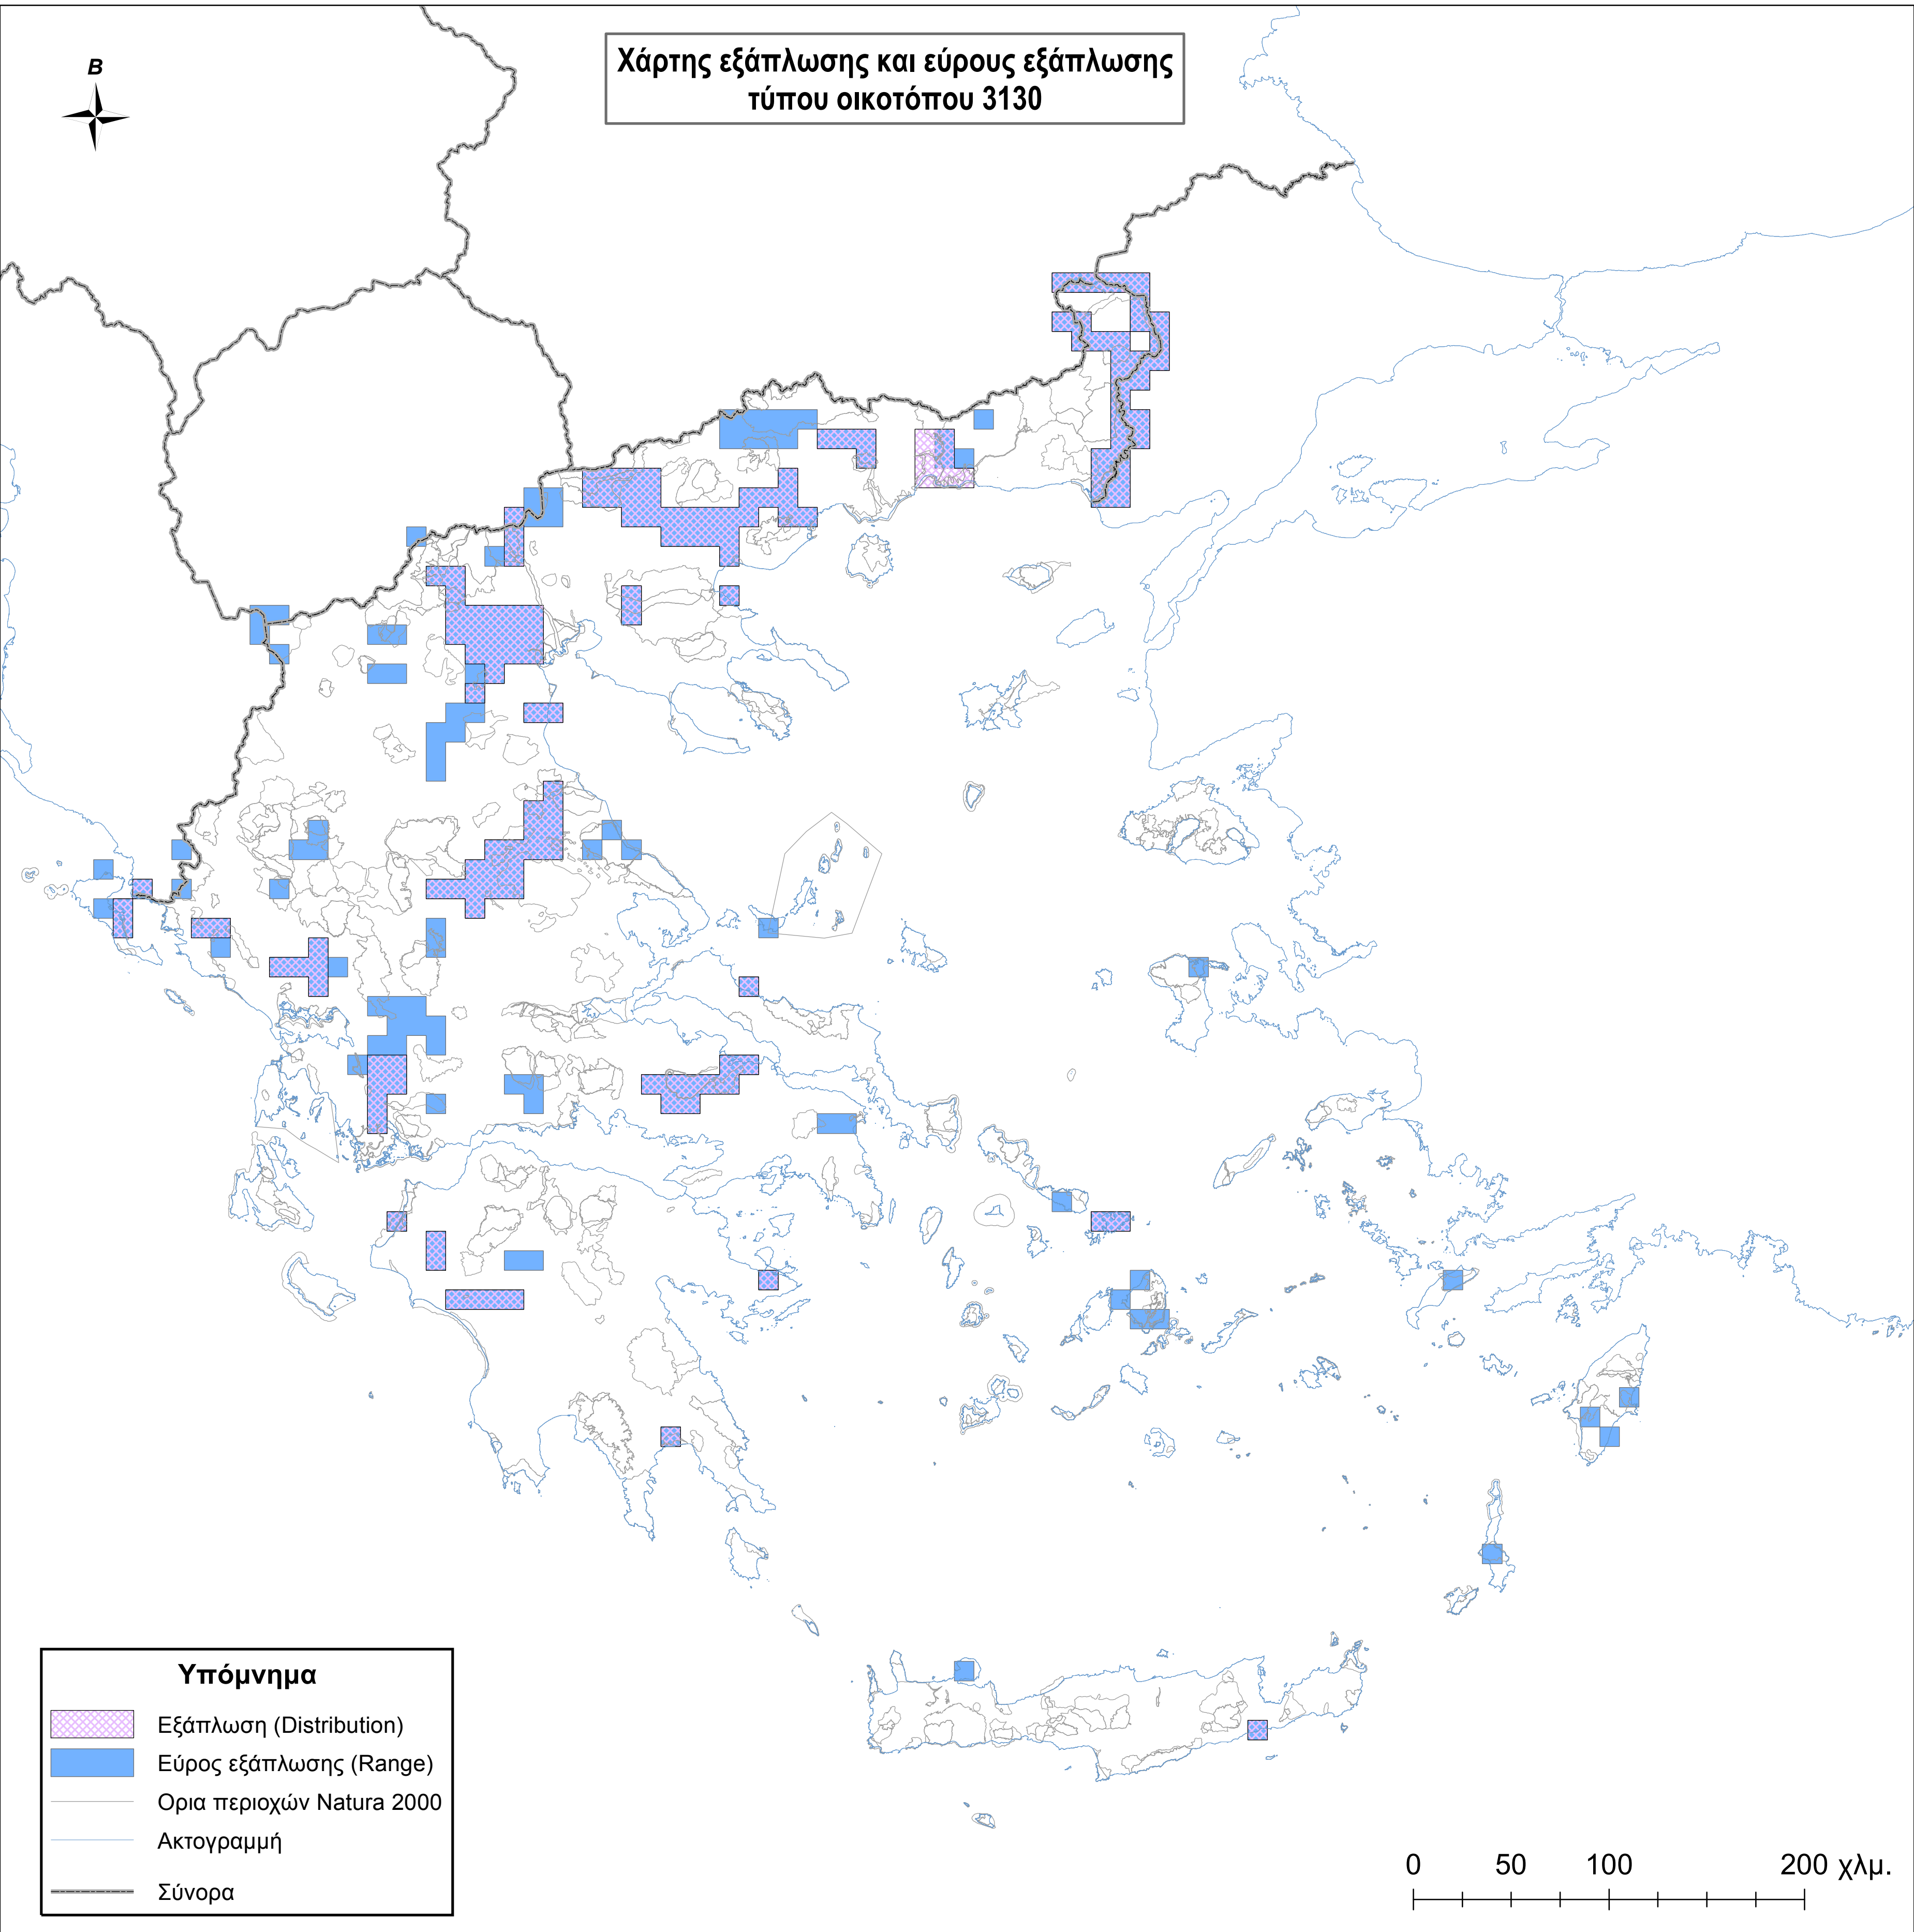 Χάρτης εξάπλωσης και εύρους εξάπλωσης
τύπου οικοτόπου 3130
Β
Υπόμνημα
Εξάπλωση (Distribution)
Εύρος εξάπλωσης (Range)
Ορια περιοχών Natura 2000
Ακτογραμμή
Σύνορα
0 50 100 200 χλμ.